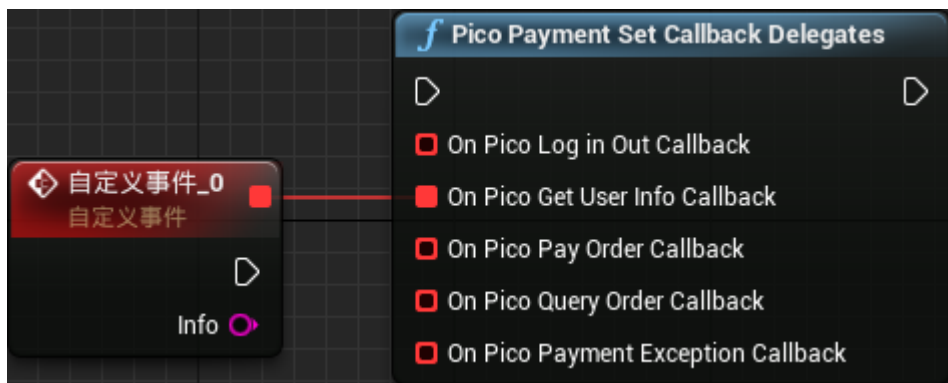 Pico Payment Set Callback Delegates
On Pico Log in Out Callback
On Pico Get User Info Callback
On Pico Pay Order Callback
On Pico Query Order Callback
On Pico Payment Exception Callback
自定义事件_0
自定义事件
Info